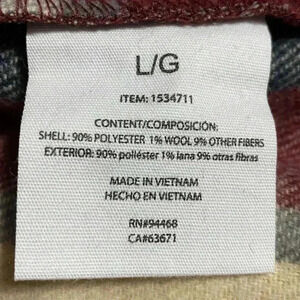 L/G
ITEM: 1534711
CONTENT/COMPOSICIÓN:
SHELL: 90% POLYESTER 1% WOOL 9% OTHER FIBERS
EXTERIOR: 90% poliéster 1% lana 9% otras fibras
MADE IN VIETNAM
HECHO EN VIETNAM
RN#94468
CA#63671